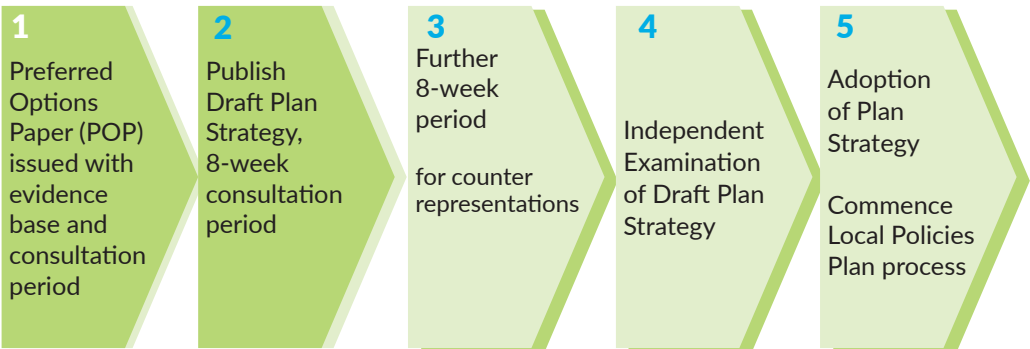 1
Preferred
Options
Paper (POP)
issued with
evidence
base and
consultation
period
2
Publish
Draft Plan
Strategy,
8-week
consultation
period
3
Further
8-week
period
for counter
representations
4
Independent
Examination
of Draft Plan
Strategy
5
Adoption
of Plan
Strategy
Commence
Local Policies
Plan process